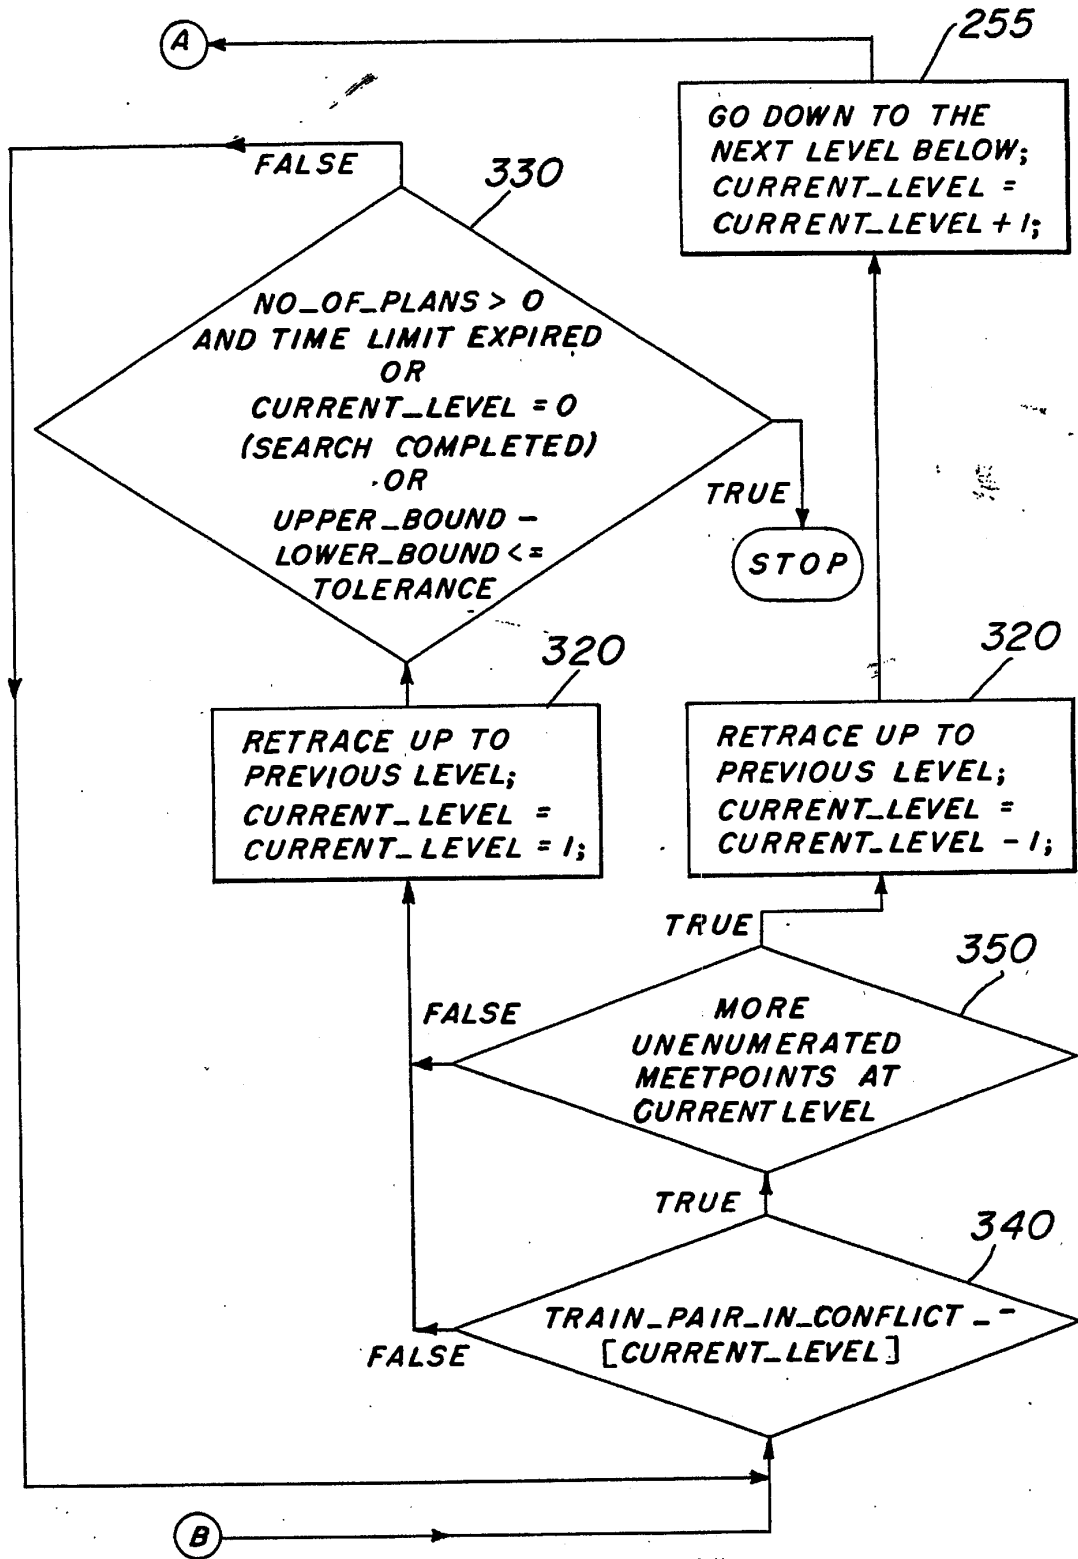 A
255
GO DOWN TO THE
NEXT LEVEL BELOW;
CURRENT_LEVEL =
CURRENT_LEVEL + 1;
FALSE
330
NO_OF_PLANS > 0
AND TIME LIMIT EXPIRED
OR
CURRENT_LEVEL = 0
(SEARCH COMPLETED)
OR
UPPER_BOUND -
LOWER_BOUND <=
TOLERANCE
TRUE
STOP
320
RETRACE UP TO
PREVIOUS LEVEL;
CURRENT_LEVEL =
CURRENT_LEVEL = 1;
320
RETRACE UP TO
PREVIOUS LEVEL;
CURRENT_LEVEL =
CURRENT_LEVEL - 1;
TRUE
350
FALSE
MORE
UNENUMERATED
MEETPOINTS AT
CURRENT LEVEL
TRUE
340
TRAIN_PAIR_IN_CONFLICT_-
[CURRENT_LEVEL]
FALSE
B